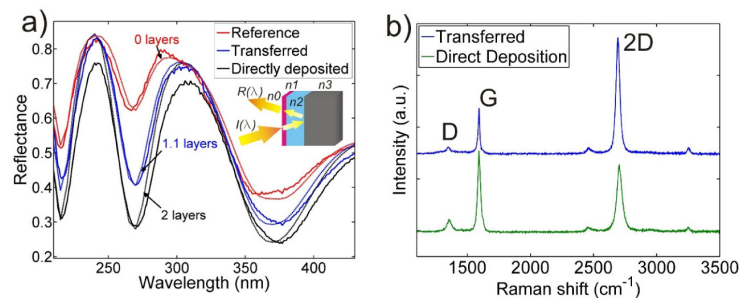 a)
Reference
Transferred
Directly deposited
0 layers
1.1 layers
2 layers
R(λ)
I(λ)
n0
n1
n2
n3
Reflectance
0.8
0.7
0.6
0.5
0.4
0.3
0.2
250
300
350
400
Wavelength (nm)
b)
Transferred
Direct Deposition
D
G
2D
Intensity (a.u.)
1500
2000
2500
3000
3500
Raman shift (cm⁻¹)